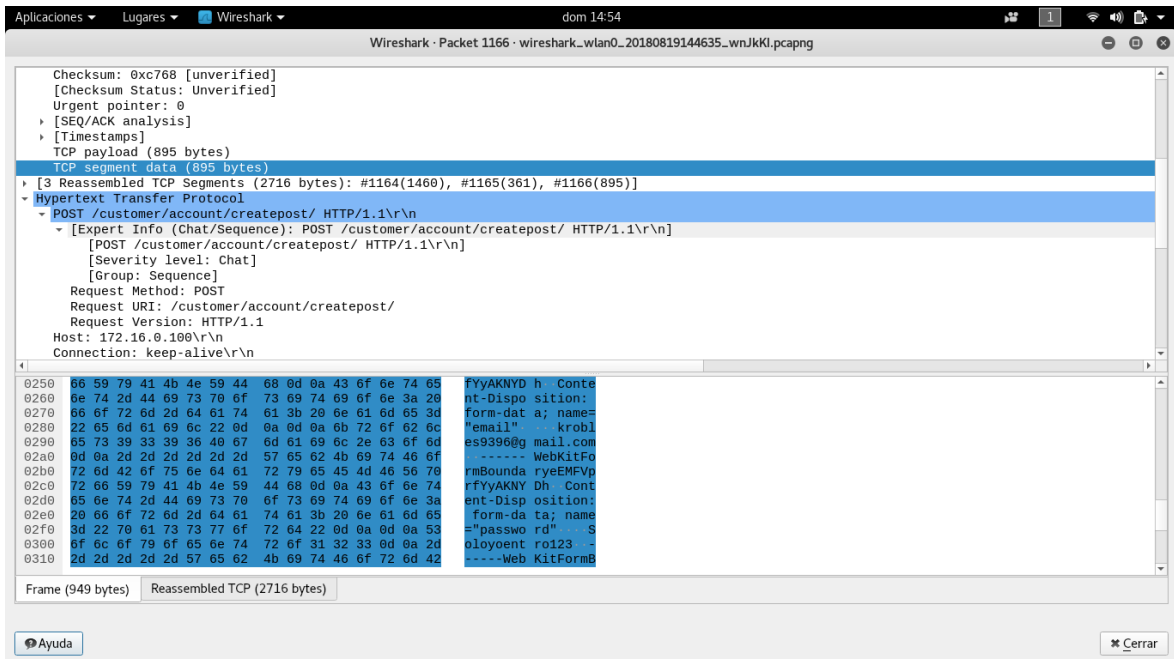 Aplicaciones Lugares Wireshark dom 14:54 1
Wireshark · Packet 1166 · wireshark_wlan0_20180819144635_wnJkKI.pcapng
Checksum: 0xc768 [unverified]
[Checksum Status: Unverified]
Urgent pointer: 0
[SEQ/ACK analysis]
[Timestamps]
TCP payload (895 bytes)
TCP segment data (895 bytes)
[3 Reassembled TCP Segments (2716 bytes): #1164(1460), #1165(361), #1166(895)]
Hypertext Transfer Protocol
POST /customer/account/createpost/ HTTP/1.1\r\n
[Expert Info (Chat/Sequence): POST /customer/account/createpost/ HTTP/1.1\r\n]
[POST /customer/account/createpost/ HTTP/1.1\r\n]
[Severity level: Chat]
[Group: Sequence]
Request Method: POST
Request URI: /customer/account/createpost/
Request Version: HTTP/1.1
Host: 172.16.0.100\r\n
Connection: keep-alive\r\n
0250 66 59 79 41 4b 4e 59 44 68 0d 0a 43 6f 6e 74 65 fYyAKNYD h··Conte
0260 6e 74 2d 44 69 73 70 6f 73 69 74 69 6f 6e 3a 20 nt-Dispo sition:
0270 66 6f 72 6d 2d 64 61 74 61 3b 20 6e 61 6d 65 3d form-dat a; name=
0280 22 65 6d 61 69 6c 22 0d 0a 0d 0a 6b 72 6f 62 6c "email"· ···krobl
0290 65 73 39 33 39 36 40 67 6d 61 69 6c 2e 63 6f 6d es9396@g mail.com
02a0 0d 0a 2d 2d 2d 2d 2d 2d 57 65 62 4b 69 74 46 6f ··------ WebKitFo
02b0 72 6d 42 6f 75 6e 64 61 72 79 65 45 4d 46 56 70 rmBounda ryeEMFVp
02c0 72 66 59 79 41 4b 4e 59 44 68 0d 0a 43 6f 6e 74 rfYyAKNY Dh··Cont
02d0 65 6e 74 2d 44 69 73 70 6f 73 69 74 69 6f 6e 3a ent-Disp osition:
02e0 20 66 6f 72 6d 2d 64 61 74 61 3b 20 6e 61 6d 65 form-da ta; name
02f0 3d 22 70 61 73 73 77 6f 72 64 22 0d 0a 0d 0a 53 ="passwo rd"····S
0300 6f 6c 6f 79 6f 65 6e 74 72 6f 31 32 33 0d 0a 2d oloyoent ro123··-
0310 2d 2d 2d 2d 2d 57 65 62 4b 69 74 46 6f 72 6d 42 -----Web KitFormB
Frame (949 bytes) Reassembled TCP (2716 bytes)
Ayuda Cerrar